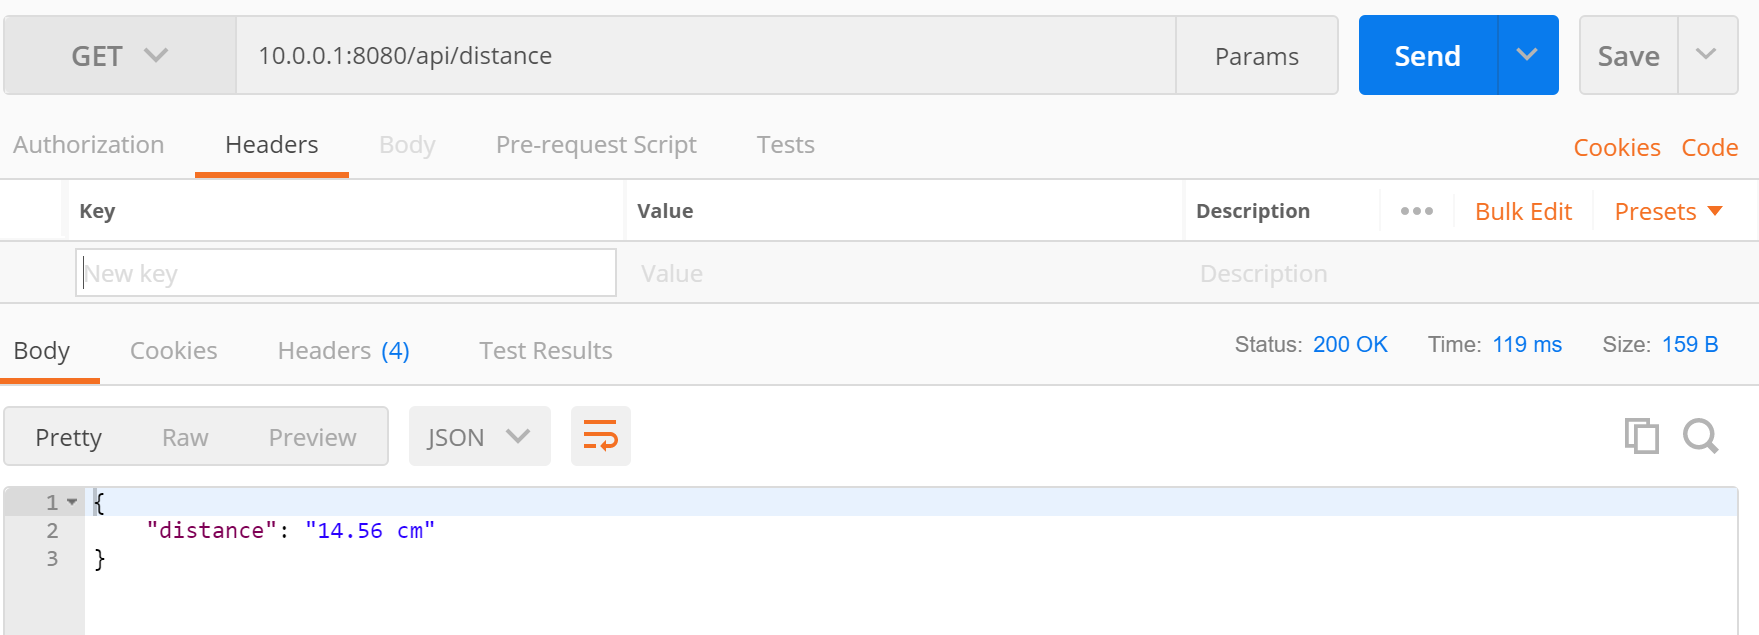 GET 10.0.0.1:8080/api/distance Params Send Save
Authorization Headers Body Pre-request Script Tests Cookies Code
Key Value Description ••• Bulk Edit Presets
New key Value Description
Body Cookies Headers (4) Test Results Status: 200 OK Time: 119 ms Size: 159 B
Pretty Raw Preview JSON
1 {
2 "distance": "14.56 cm"
3 }